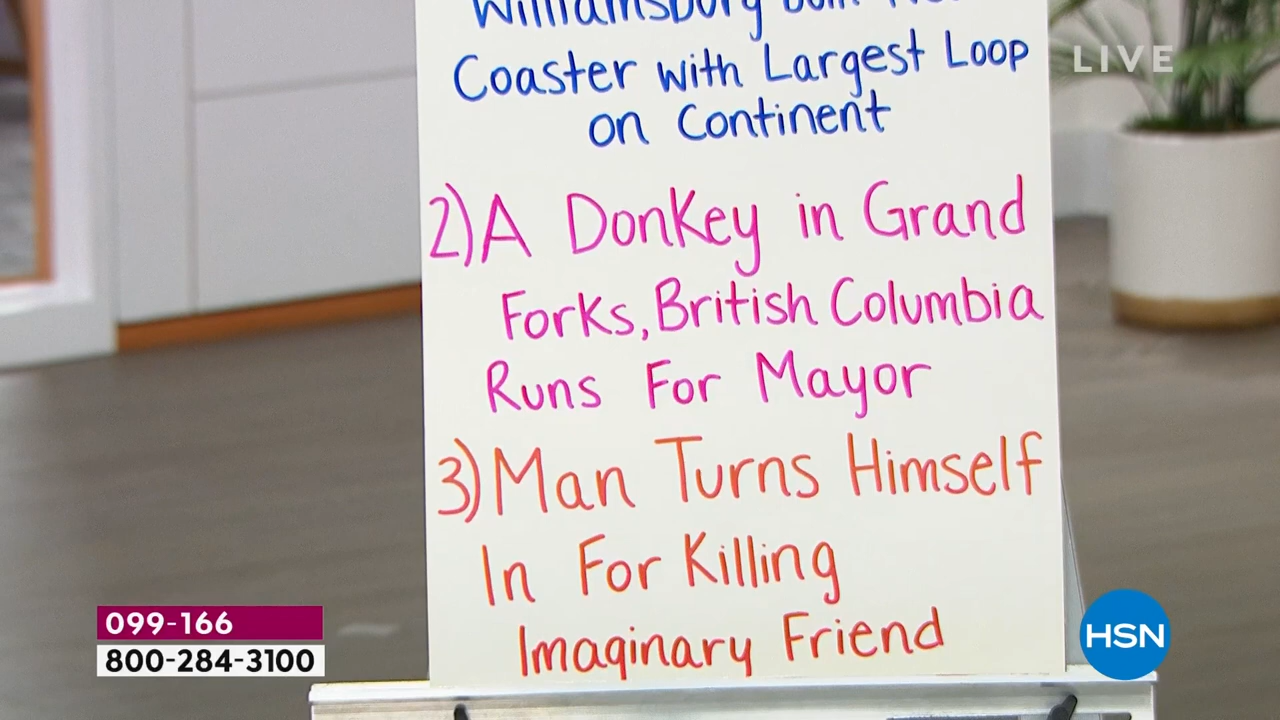 Williamsburg
Coaster with Largest Loop
on Continent
2) A Donkey in Grand
Forks, British Columbia
Runs For Mayor
3) Man Turns Himself
In For Killing
Imaginary Friend
LIVE
099-166
800-284-3100
HSN